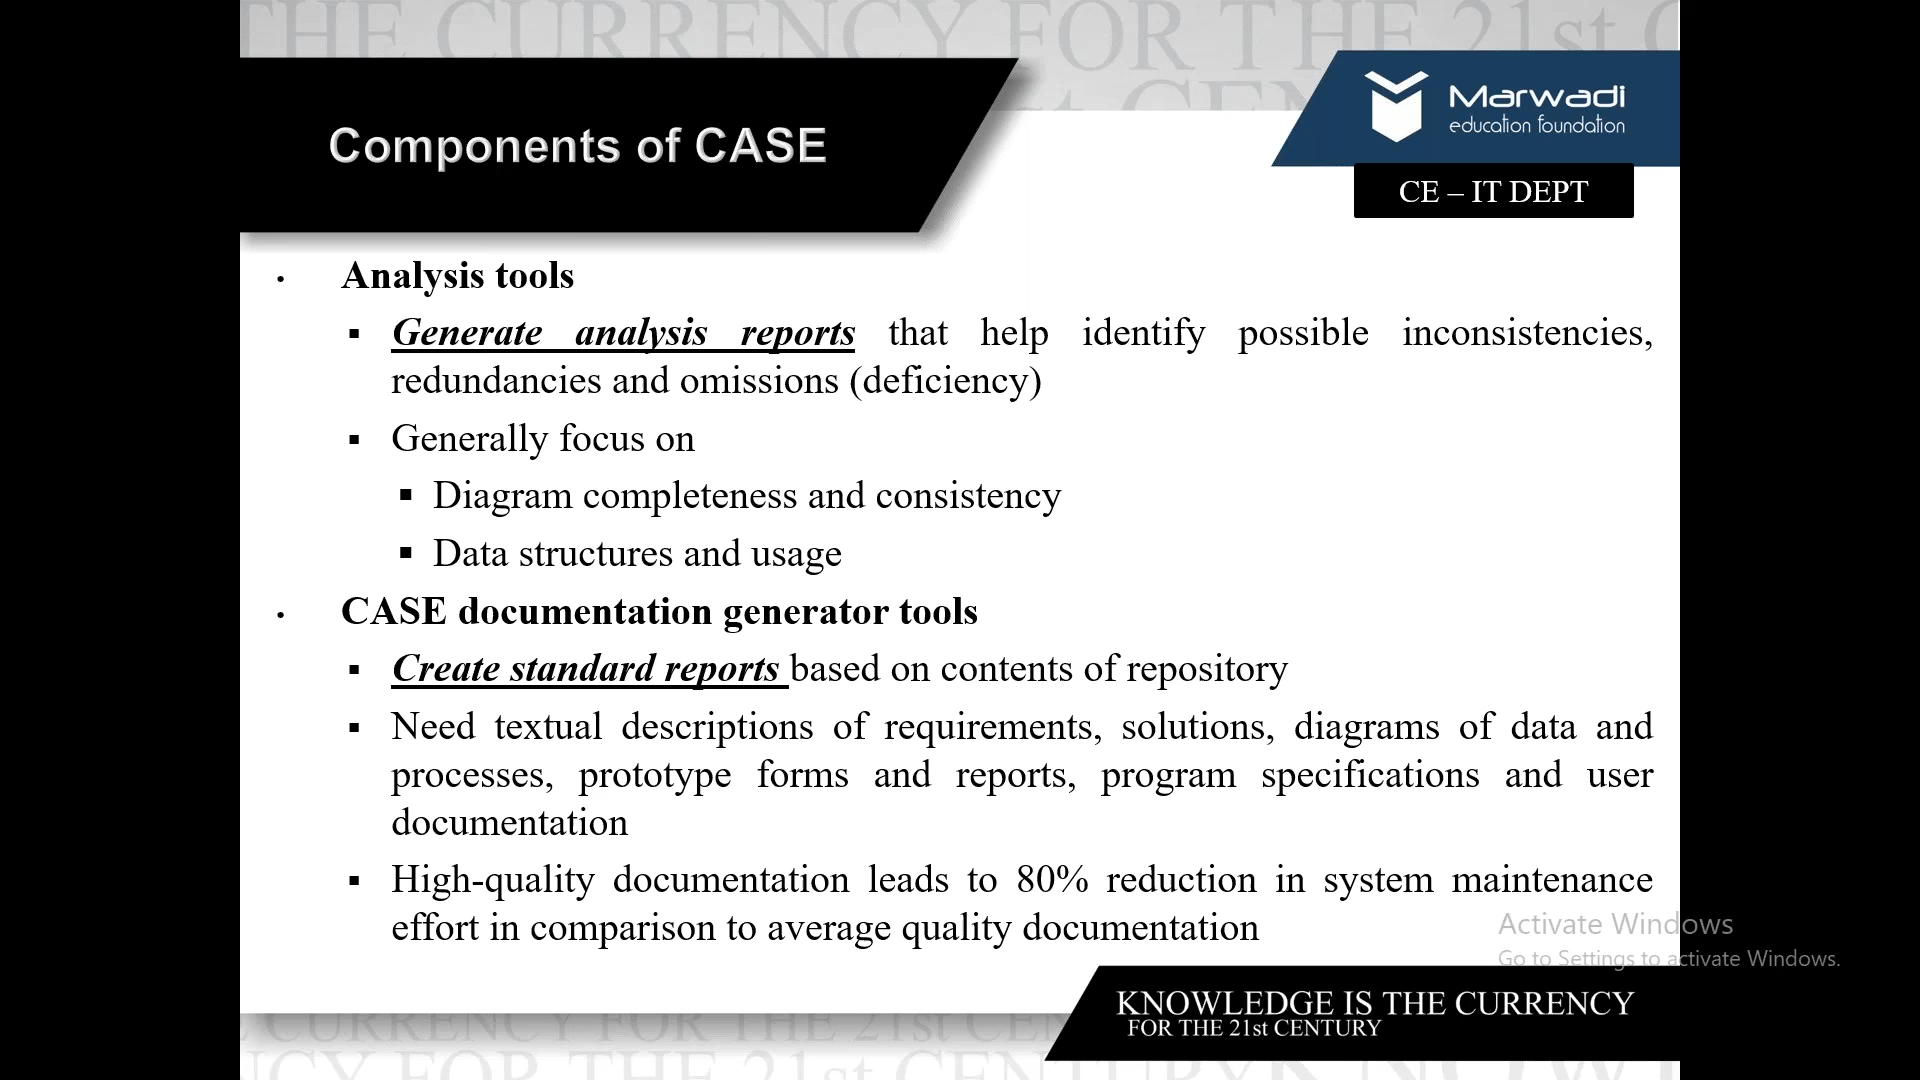 THE CURRENCY FOR THE 21st C
Components of CASE
Marwadi
education foundation
CE – IT DEPT
• Analysis tools
▪ Generate analysis reports that help identify possible inconsistencies,
redundancies and omissions (deficiency)
▪ Generally focus on
▪ Diagram completeness and consistency
▪ Data structures and usage
• CASE documentation generator tools
▪ Create standard reports based on contents of repository
▪ Need textual descriptions of requirements, solutions, diagrams of data and
processes, prototype forms and reports, program specifications and user
documentation
▪ High-quality documentation leads to 80% reduction in system maintenance
effort in comparison to average quality documentation
Activate Windows
Go to Settings to activate Windows.
KNOWLEDGE IS THE CURRENCY
FOR THE 21st CENTURY